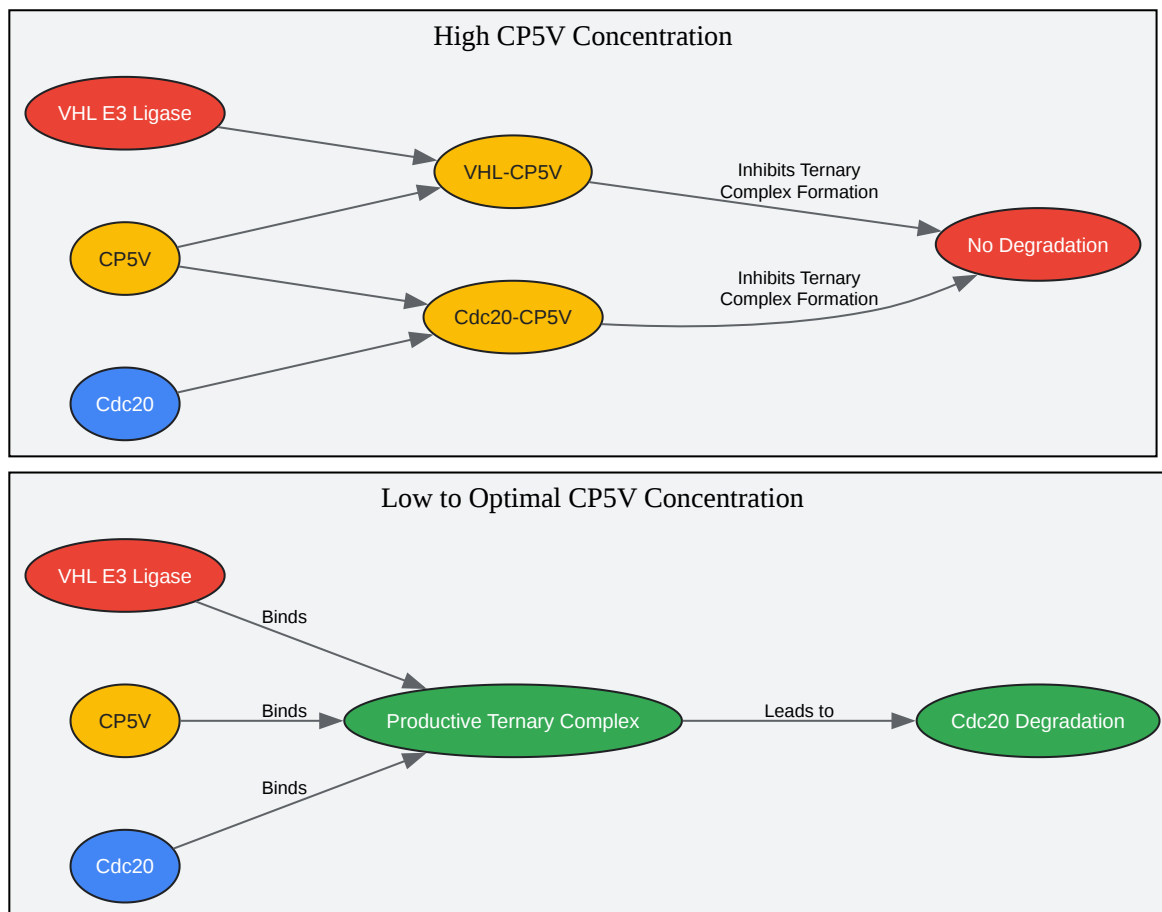 High CP5V Concentration
VHL E3 Ligase
VHL-CP5V
Inhibits Ternary
Complex Formation
CP5V
No Degradation
Inhibits Ternary
Complex Formation
Cdc20-CP5V
Cdc20
Low to Optimal CP5V Concentration
VHL E3 Ligase
Binds
CP5V
Binds
Productive Ternary Complex
Leads to
Cdc20 Degradation
Binds
Cdc20